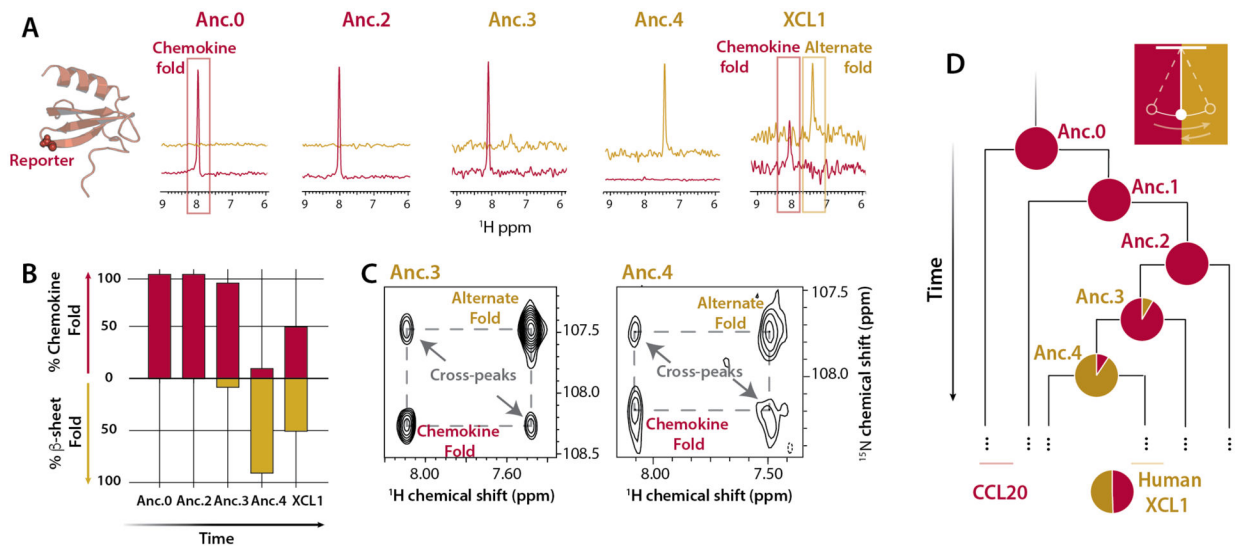 A
Anc.0
Anc.2
Anc.3
Anc.4
XCL1
Chemokine
fold
Chemokine
fold
Alternate
fold
Reporter
9 8 7 6
9 8 7 6
9 8 7 6
9 8 7 6
9 8 7 6
¹H ppm
B
% Chemokine
Fold
% β-sheet
Fold
100
50
0
50
100
Anc.0 Anc.2 Anc.3 Anc.4 XCL1
Time
C
Anc.3
Alternate
Fold
Cross-peaks
Chemokine
Fold
107.5
108.0
108.5
8.00 7.60
¹H chemical shift (ppm)
Anc.4
Alternate
Fold
Cross-peaks
Chemokine
Fold
107.5
108.0
108.5
¹⁵N chemical shift (ppm)
8.00 7.50
¹H chemical shift (ppm)
D
Time
Anc.0
Anc.1
Anc.2
Anc.3
Anc.4
CCL20
Human
XCL1